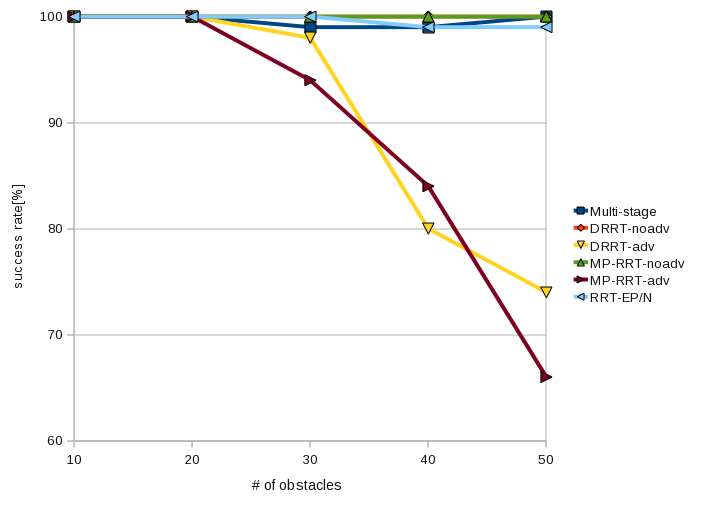 100
90
80
70
60
10 20 30 40 50
success rate[%]
# of obstacles
Multi-stage
DRRT-noadv
DRRT-adv
MP-RRT-noadv
MP-RRT-adv
RRT-EP/N